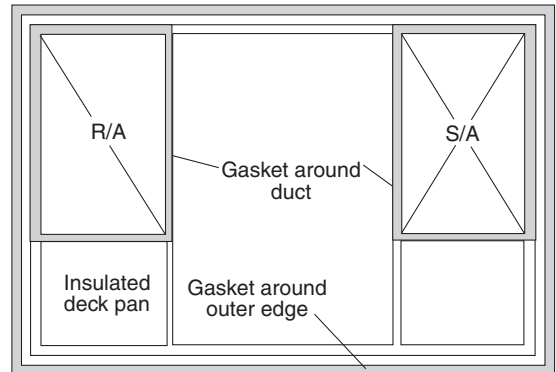 R/A
S/A
Gasket around
duct
Insulated
deck pan
Gasket around
outer edge